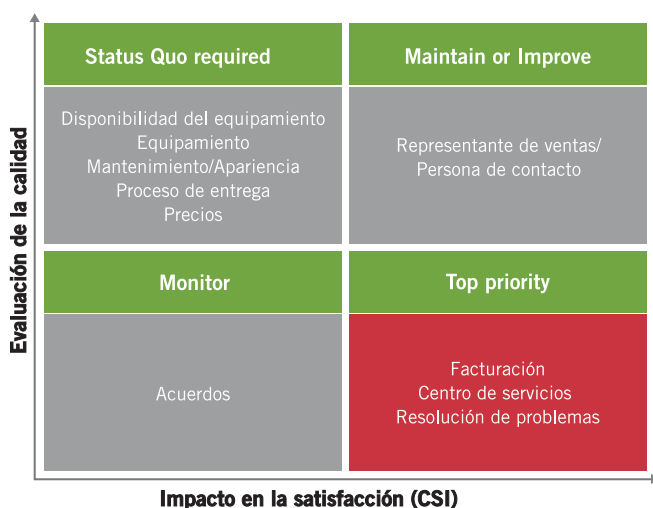 Status Quo required
Maintain or Improve
Disponibilidad del equipamiento
Equipamiento
Mantenimiento/Apariencia
Proceso de entrega
Precios
Representante de ventas/
Persona de contacto
Monitor
Top priority
Acuerdos
Facturación
Centro de servicios
Resolución de problemas
Evaluación de la calidad
Impacto en la satisfacción (CSI)